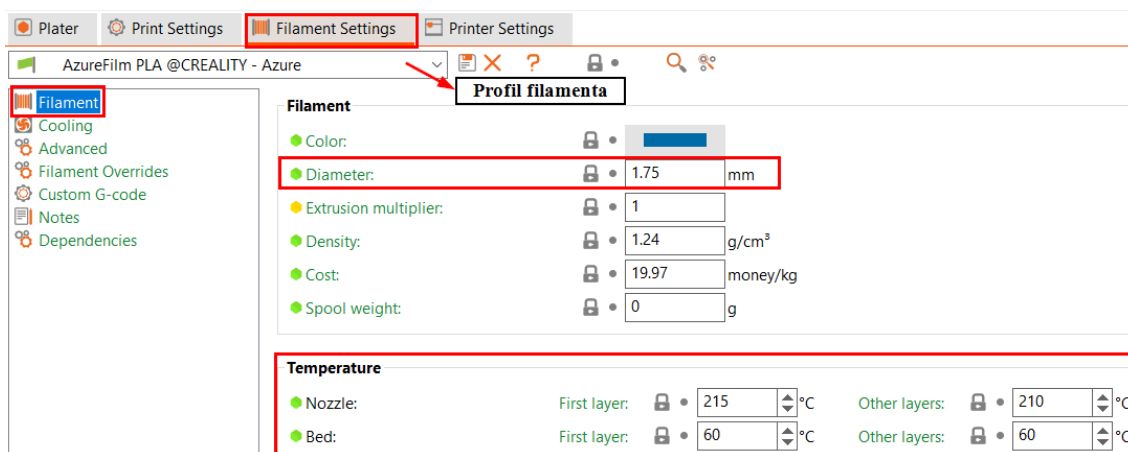 Plater Print Settings Filament Settings Printer Settings
AzureFilm PLA @CREALITY - Azure ?
Profil filamenta
Filament
Cooling
Advanced
Filament Overrides
Custom G-code
Notes
Dependencies
Filament
Color:
Diameter: 1.75 mm
Extrusion multiplier: 1
Density: 1.24 g/cm³
Cost: 19.97 money/kg
Spool weight: 0 g
Temperature
Nozzle: First layer: 215 °C Other layers: 210 °C
Bed: First layer: 60 °C Other layers: 60 °C